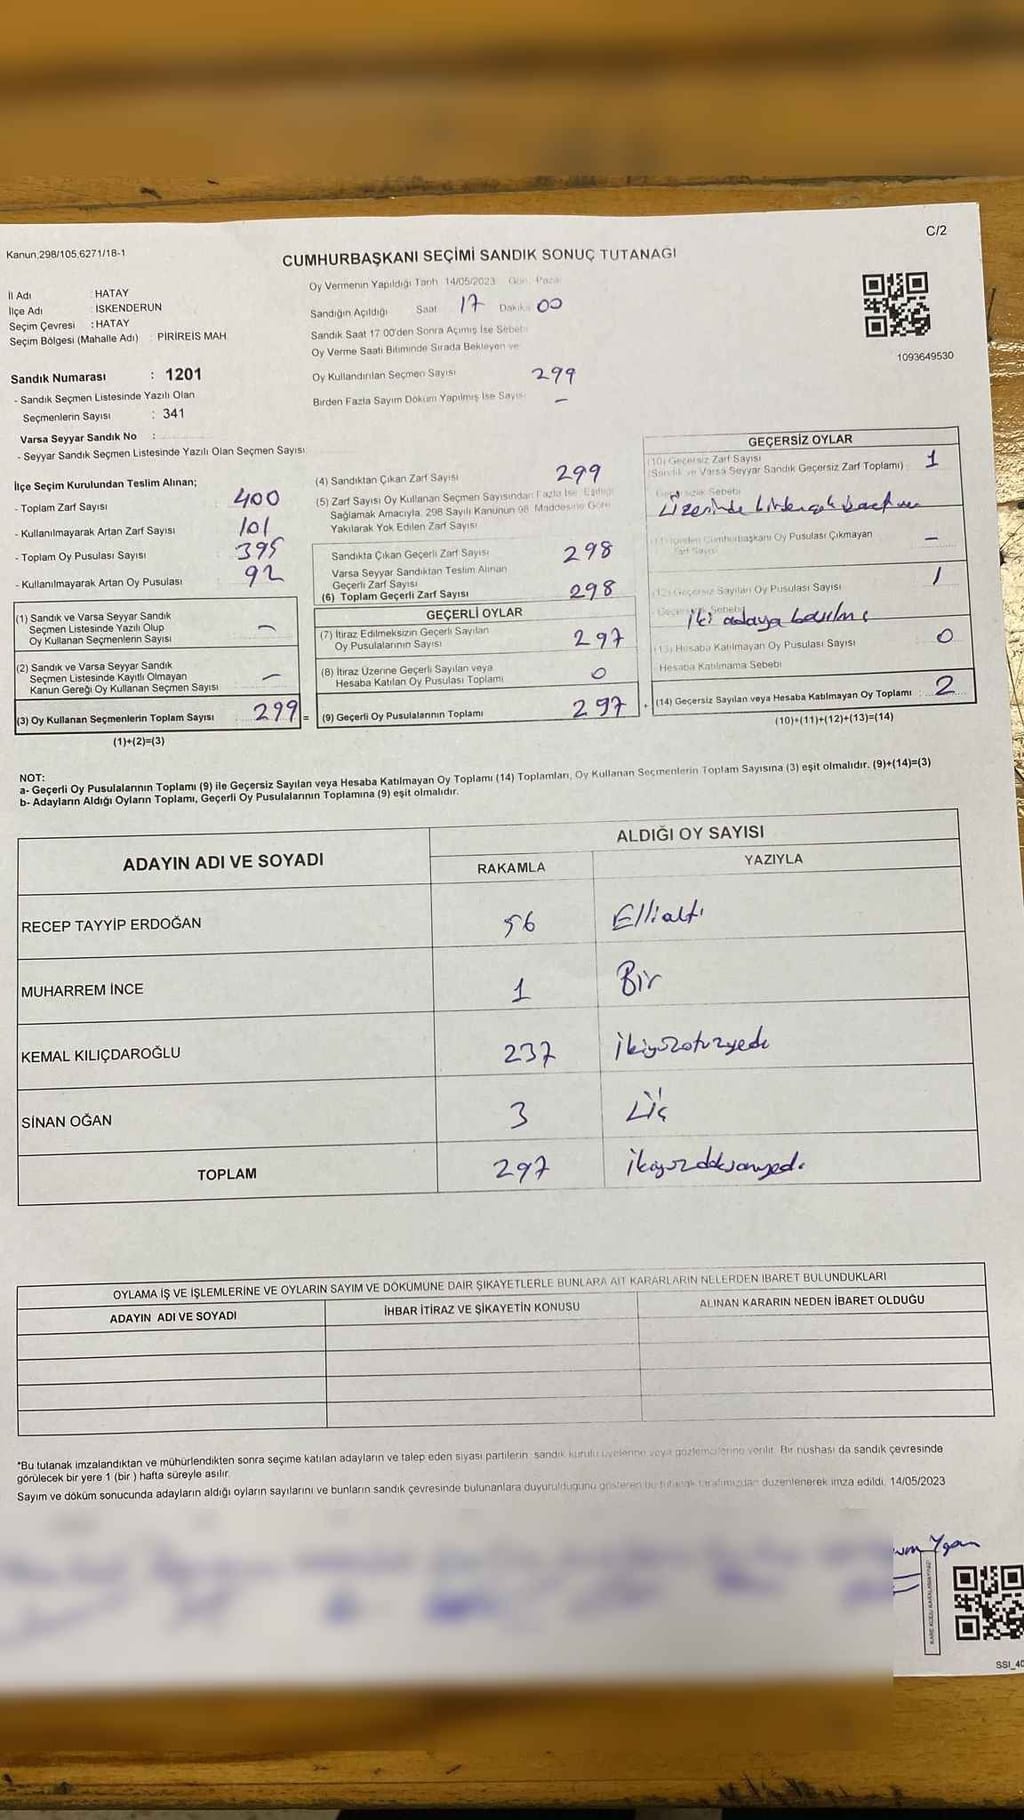 C/2
Kanun,298/105,6271/18-1
CUMHURBAŞKANI SEÇİMİ SANDIK SONUÇ TUTANAĞI
İl Adı : HATAY
İlçe Adı : İSKENDERUN
Seçim Çevresi : HATAY
Seçim Bölgesi (Mahalle Adı) : PİRİREİS MAH
Sandık Numarası : 1201
- Sandık Seçmen Listesinde Yazılı Olan
Seçmenlerin Sayısı : 341
Varsa Seyyar Sandık No :
- Seyyar Sandık Seçmen Listesinde Yazılı Olan Seçmen Sayısı
Oy Vermenin Yapıldığı Tarih 14/05/2023 Gün: Pazar
Sandığın Açıldığı Saat 17 Dakika 00
Sandık Saat 17 00'den Sonra Açımış İse Sebebi
Oy Verme Saati Bitiminde Sırada Bekleyen ve
Oy Kullandırılan Seçmen Sayısı 299
Birden Fazla Sayım Döküm Yapılmış İse Sayısı –
1093649530
İlçe Seçim Kurulundan Teslim Alınan;
- Toplam Zarf Sayısı 400
- Kullanılmayarak Artan Zarf Sayısı 101
- Toplam Oy Pusulası Sayısı 395
- Kullanılmayarak Artan Oy Pusulası 92
(1) Sandık ve Varsa Seyyar Sandık
Seçmen Listesinde Yazılı Olup
Oy Kullanan Seçmenlerin Sayısı –
(2) Sandık ve Varsa Seyyar Sandık
Seçmen Listesinde Kayıtlı Olmayan
Kanun Gereği Oy Kullanan Seçmen Sayısı –
(3) Oy Kullanan Seçmenlerin Toplam Sayısı 299 =
(1)+(2)=(3)
(4) Sandıktan Çıkan Zarf Sayısı 299
(5) Zarf Sayısı Oy Kullanan Seçmen Sayısından Fazla İse Eşitliği
Sağlamak Amacıyla, 298 Sayılı Kanunun 98 Maddesine Göre
Yakılarak Yok Edilen Zarf Sayısı
Sandıkta Çıkan Geçerli Zarf Sayısı 298
Varsa Seyyar Sandıktan Teslim Alınan
Geçerli Zarf Sayısı
(6) Toplam Geçerli Zarf Sayısı 298
GEÇERLİ OYLAR
(7) İtiraz Edilmeksizin Geçerli Sayılan
Oy Pusulalarının Sayısı 297
(8) İtiraz Üzerine Geçerli Sayılan veya
Hesaba Katılan Oy Pusulası Toplamı 0
(9) Geçerli Oy Pusulalarının Toplamı 297 +
GEÇERSİZ OYLAR
(10) Geçersiz Zarf Sayısı
(Sandık ve Varsa Seyyar Sandık Geçersiz Zarf Toplamı) 1
Geçersizlik Sebebi
Üzerinde birden çok
Cumhurbaşkanı Oy Pusulası Çıkmayan
Zarf Sayısı –
(12) Geçersiz Sayılan Oy Pusulası Sayısı 1
Sebebi
iki adaya basılmış
(13) Hesaba Katılmayan Oy Pusulası Sayısı 0
Hesaba Katılmama Sebebi
(14) Geçersiz Sayılan veya Hesaba Katılmayan Oy Toplamı 2
(10)+(11)+(12)+(13)=(14)
NOT:
a- Geçerli Oy Pusulalarının Toplamı (9) ile Geçersiz Sayılan veya Hesaba Katılmayan Oy Toplamı (14) Toplamları, Oy Kullanan Seçmenlerin Toplam Sayısına (3) eşit olmalıdır. (9)+(14)=(3)
b- Adayların Aldığı Oyların Toplamı, Geçerli Oy Pusulalarının Toplamına (9) eşit olmalıdır.
ADAYIN ADI VE SOYADI
ALDIĞI OY SAYISI
RAKAMLA YAZIYLA
RECEP TAYYİP ERDOĞAN 56 Ellialtı
MUHARREM İNCE 1 Bir
KEMAL KILIÇDAROĞLU 237 ikiyüzotuzyedi
SİNAN OĞAN 3 Üç
TOPLAM 297 ikiyüzdoksanyedi
OYLAMA İŞ VE İŞLEMLERİNE VE OYLARIN SAYIM VE DÖKÜMÜNE DAİR ŞİKAYETLERLE BUNLARA AİT KARARLARIN NELERDEN İBARET BULUNDUKLARI
ADAYIN ADI VE SOYADI İHBAR İTİRAZ VE ŞİKAYETİN KONUSU ALINAN KARARIN NEDEN İBARET OLDUĞU
*Bu tutanak imzalandıktan ve mühürlendikten sonra seçime katılan adayların ve talep eden siyasi partilerin sandık kurulu üyelerine veya gözlemcilerine verilir. Bir nüshası da sandık çevresinde
görülecek bir yere 1 (bir ) hafta süreyle asılır.
Sayım ve döküm sonucunda adayların aldığı oyların sayılarını ve bunların sandık çevresinde bulunanlara duyurulduğunu gösteren bu tutanak tarafımızdan düzenlenerek imza edildi. 14/05/2023
KARE KODU KARALAMAYINIZ!
SSI_40